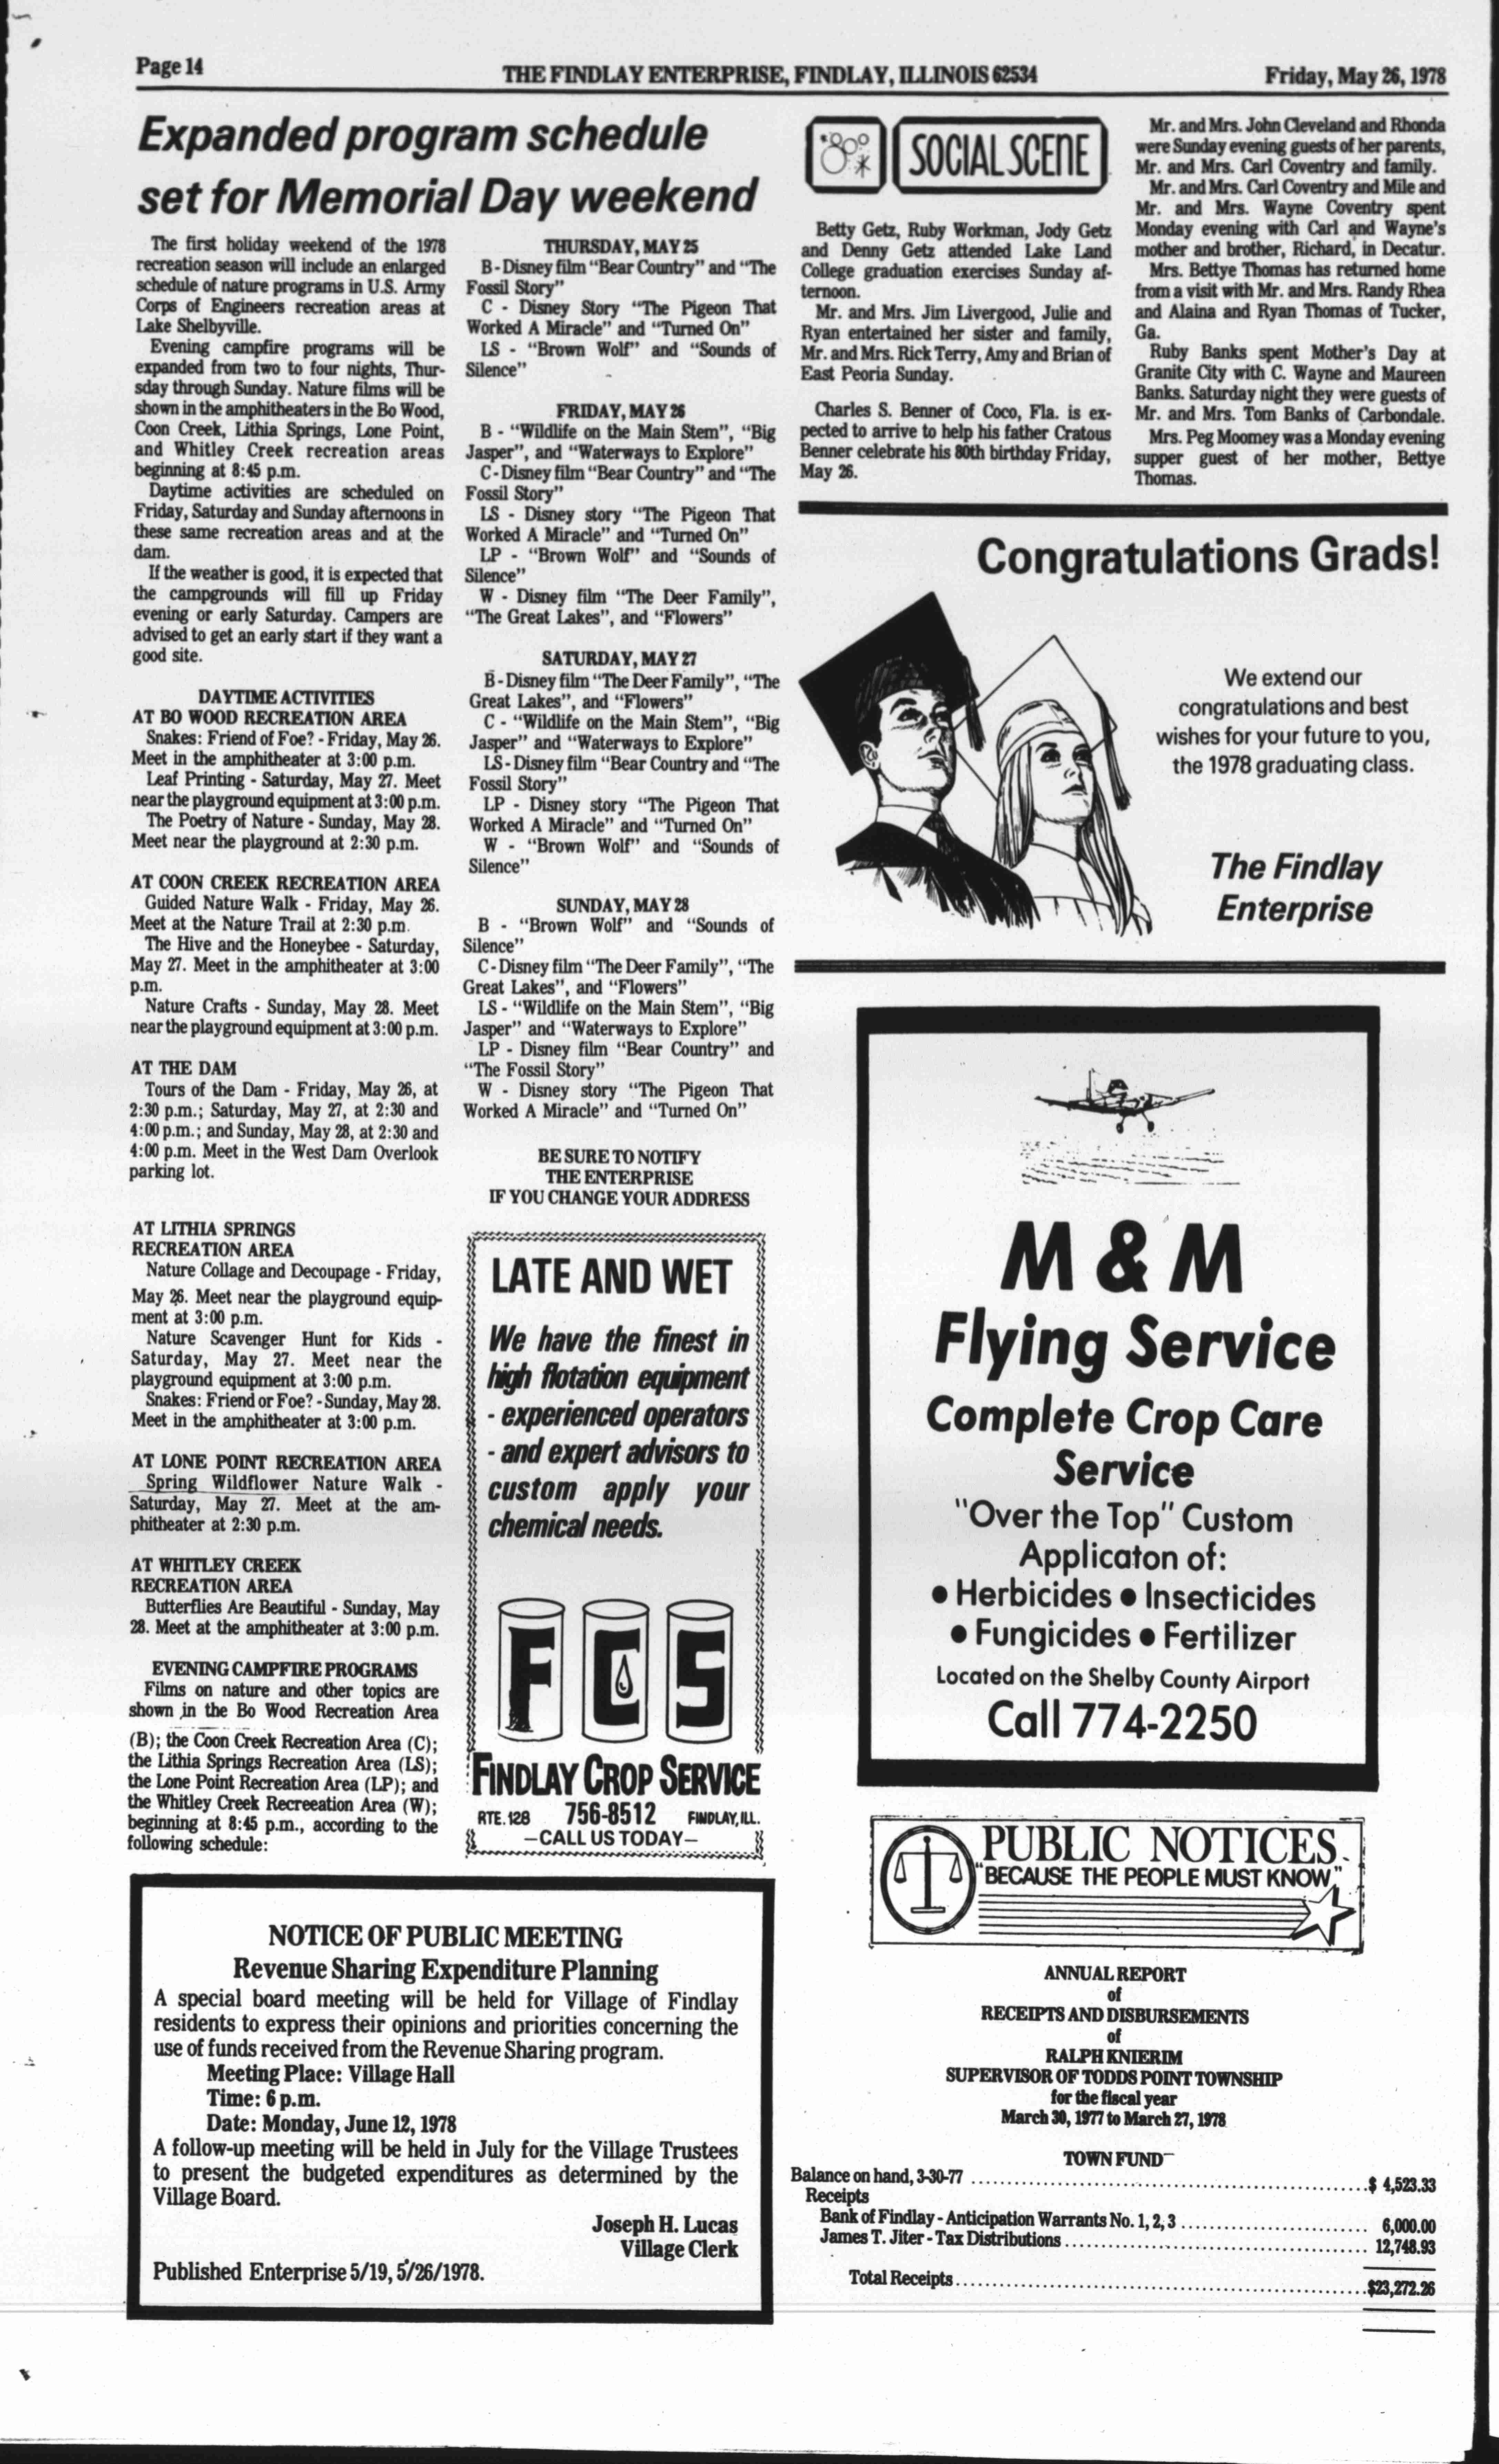 Page 14
THE FINDLAY ENTERPRISE, FINDLAY, ILLINOIS 62534
Friday, May 26, 1978
Expanded program schedule
set for Memorial Day weekend
The first holiday weekend of the 1978
recreation season will include an enlarged
schedule of nature programs in U.S. Army
Corps of Engineers recreation areas at
Lake Shelbyville.
Evening campfire programs will be
expanded from two to four nights, Thur-
sday through Sunday. Nature films will be
shown in the amphitheaters in the Bo Wood,
Coon Creek, Lithia Springs, Lone Point,
and Whitley Creek recreation areas
beginning at 8:45 p.m.
Daytime activities are scheduled on
Friday, Saturday and Sunday afternoons in
these same recreation areas and at the
dam.
If the weather is good, it is expected that
the campgrounds will fill up Friday
evening or early Saturday. Campers are
advised to get an early start if they want a
good site.
DAYTIME ACTIVITIES
AT BO WOOD RECREATION AREA
Snakes: Friend of Foe? - Friday, May 26.
Meet in the amphitheater at 3:00 p.m.
Leaf Printing - Saturday, May 27. Meet
near the playground equipment at 3:00 p.m.
The Poetry of Nature - Sunday, May 28.
Meet near the playground at 2:30 p.m.
AT COON CREEK RECREATION AREA
Guided Nature Walk - Friday, May 26.
Meet at the Nature Trail at 2:30 p.m.
The Hive and the Honeybee - Saturday,
May 27. Meet in the amphitheater at 3:00
p.m.
Nature Crafts - Sunday, May 28. Meet
near the playground equipment at 3:00 p.m.
AT THE DAM
Tours of the Dam - Friday, May 26, at
2:30 p.m.; Saturday, May 27, at 2:30 and
4:00 p.m.; and Sunday, May 28, at 2:30 and
4:00 p.m. Meet in the West Dam Overlook
parking lot.
AT LITHIA SPRINGS
RECREATION AREA
Nature Collage and Decoupage - Friday,
May 26. Meet near the playground equip-
ment at 3:00 p.m.
Nature Scavenger Hunt for Kids -
Saturday, May 27. Meet near the
playground equipment at 3:00 p.m.
Snakes: Friend or Foe? - Sunday, May 28.
Meet in the amphitheater at 3:00 p.m.
AT LONE POINT RECREATION AREA
Spring Wildflower Nature Walk -
Saturday, May 27. Meet at the am-
phitheater at 2:30 p.m.
AT WHITLEY CREEK
RECREATION AREA
Butterflies Are Beautiful - Sunday, May
28. Meet at the amphitheater at 3:00 p.m.
EVENING CAMPFIRE PROGRAMS
Films on nature and other topics are
shown in the Bo Wood Recreation Area
(B); the Coon Creek Recreation Area (C);
the Lithia Springs Recreation Area (LS);
the Lone Point Recreation Area (LP); and
the Whitley Creek Recreeation Area (W);
beginning at 8:45 p.m., according to the
following schedule:
THURSDAY, MAY 25
B - Disney film "Bear Country" and "The
Fossil Story"
C - Disney Story "The Pigeon That
Worked A Miracle" and "Turned On"
LS - "Brown Wolf" and "Sounds of
Silence"
FRIDAY, MAY 26
B - "Wildlife on the Main Stem", "Big
Jasper", and "Waterways to Explore"
C - Disney film "Bear Country" and "The
Fossil Story"
LS - Disney story "The Pigeon That
Worked A Miracle" and "Turned On"
LP - "Brown Wolf" and "Sounds of
Silence"
W - Disney film "The Deer Family",
"The Great Lakes", and "Flowers"
SATURDAY, MAY 27
B - Disney film "The Deer Family", "The
Great Lakes", and "Flowers"
C - "Wildlife on the Main Stem", "Big
Jasper" and "Waterways to Explore"
LS - Disney film "Bear Country and "The
Fossil Story"
LP - Disney story "The Pigeon That
Worked A Miracle" and "Turned On"
W - "Brown Wolf" and "Sounds of
Silence"
SUNDAY, MAY 28
B - "Brown Wolf" and "Sounds of
Silence"
C - Disney film "The Deer Family", "The
Great Lakes", and "Flowers"
LS - "Wildlife on the Main Stem", "Big
Jasper" and "Waterways to Explore"
LP - Disney film "Bear Country" and
"The Fossil Story"
W - Disney story "The Pigeon That
Worked A Miracle" and "Turned On"
BE SURE TO NOTIFY
THE ENTERPRISE
IF YOU CHANGE YOUR ADDRESS
LATE AND WET
We have the finest in
high flotation equipment
- experienced operators
- and expert advisors to
custom apply your
chemical needs.
FCS
FINDLAY CROP SERVICE
RTE. 128 756-8512 FINDLAY, ILL.
—CALL US TODAY—
NOTICE OF PUBLIC MEETING
Revenue Sharing Expenditure Planning
A special board meeting will be held for Village of Findlay
residents to express their opinions and priorities concerning the
use of funds received from the Revenue Sharing program.
Meeting Place: Village Hall
Time: 6 p.m.
Date: Monday, June 12, 1978
A follow-up meeting will be held in July for the Village Trustees
to present the budgeted expenditures as determined by the
Village Board.
Joseph H. Lucas
Village Clerk
Published Enterprise 5/19, 5/26/1978.
SOCIAL SCENE
Betty Getz, Ruby Workman, Jody Getz
and Denny Getz attended Lake Land
College graduation exercises Sunday af-
ternoon.
Mr. and Mrs. Jim Livergood, Julie and
Ryan entertained her sister and family,
Mr. and Mrs. Rick Terry, Amy and Brian of
East Peoria Sunday.
Charles S. Benner of Coco, Fla. is ex-
pected to arrive to help his father Cratous
Benner celebrate his 80th birthday Friday,
May 26.
Mr. and Mrs. John Cleveland and Rhonda
were Sunday evening guests of her parents,
Mr. and Mrs. Carl Coventry and family.
Mr. and Mrs. Carl Coventry and Mile and
Mr. and Mrs. Wayne Coventry spent
Monday evening with Carl and Wayne's
mother and brother, Richard, in Decatur.
Mrs. Bettye Thomas has returned home
from a visit with Mr. and Mrs. Randy Rhea
and Alaina and Ryan Thomas of Tucker,
Ga.
Ruby Banks spent Mother's Day at
Granite City with C. Wayne and Maureen
Banks. Saturday night they were guests of
Mr. and Mrs. Tom Banks of Carbondale.
Mrs. Peg Moomey was a Monday evening
supper guest of her mother, Bettye
Thomas.
Congratulations Grads!
We extend our
congratulations and best
wishes for your future to you,
the 1978 graduating class.
The Findlay
Enterprise
M & M
Flying Service
Complete Crop Care
Service
"Over the Top" Custom
Applicaton of:
● Herbicides ● Insecticides
● Fungicides ● Fertilizer
Located on the Shelby County Airport
Call 774-2250
PUBLIC NOTICES
"BECAUSE THE PEOPLE MUST KNOW"
ANNUAL REPORT
of
RECEIPTS AND DISBURSEMENTS
of
RALPH KNIERIM
SUPERVISOR OF TODDS POINT TOWNSHIP
for the fiscal year
March 30, 1977 to March 27, 1978
TOWN FUND
Balance on hand, 3-30-77 ........ $ 4,523.33
Receipts
Bank of Findlay - Anticipation Warrants No. 1, 2, 3 ........ 6,000.00
James T. Jiter - Tax Distributions ........ 12,748.93
Total Receipts ........ $23,272.26